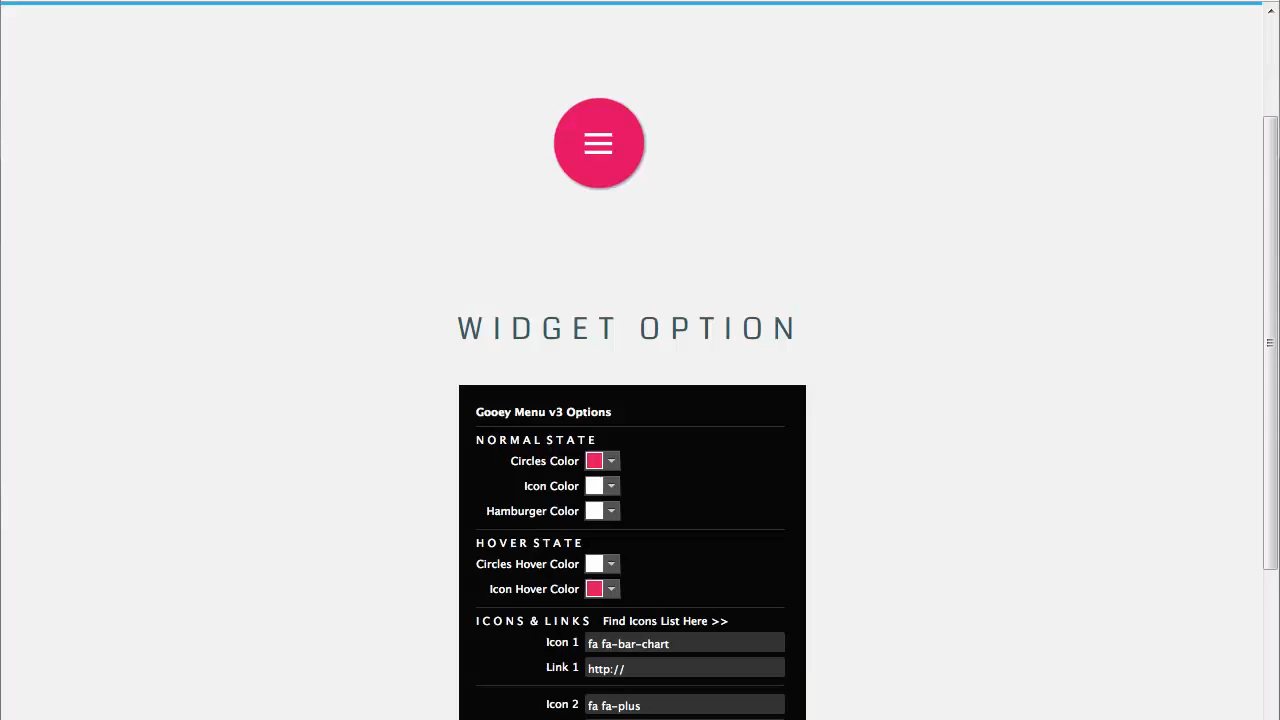 WIDGET OPTION
Gooey Menu v3 Options
NORMAL STATE
Circles Color
Icon Color
Hamburger Color
HOVER STATE
Circles Hover Color
Icon Hover Color
ICONS & LINKS Find Icons List Here >>
Icon 1 fa fa-bar-chart
Link 1 http://
Icon 2 fa fa-plus